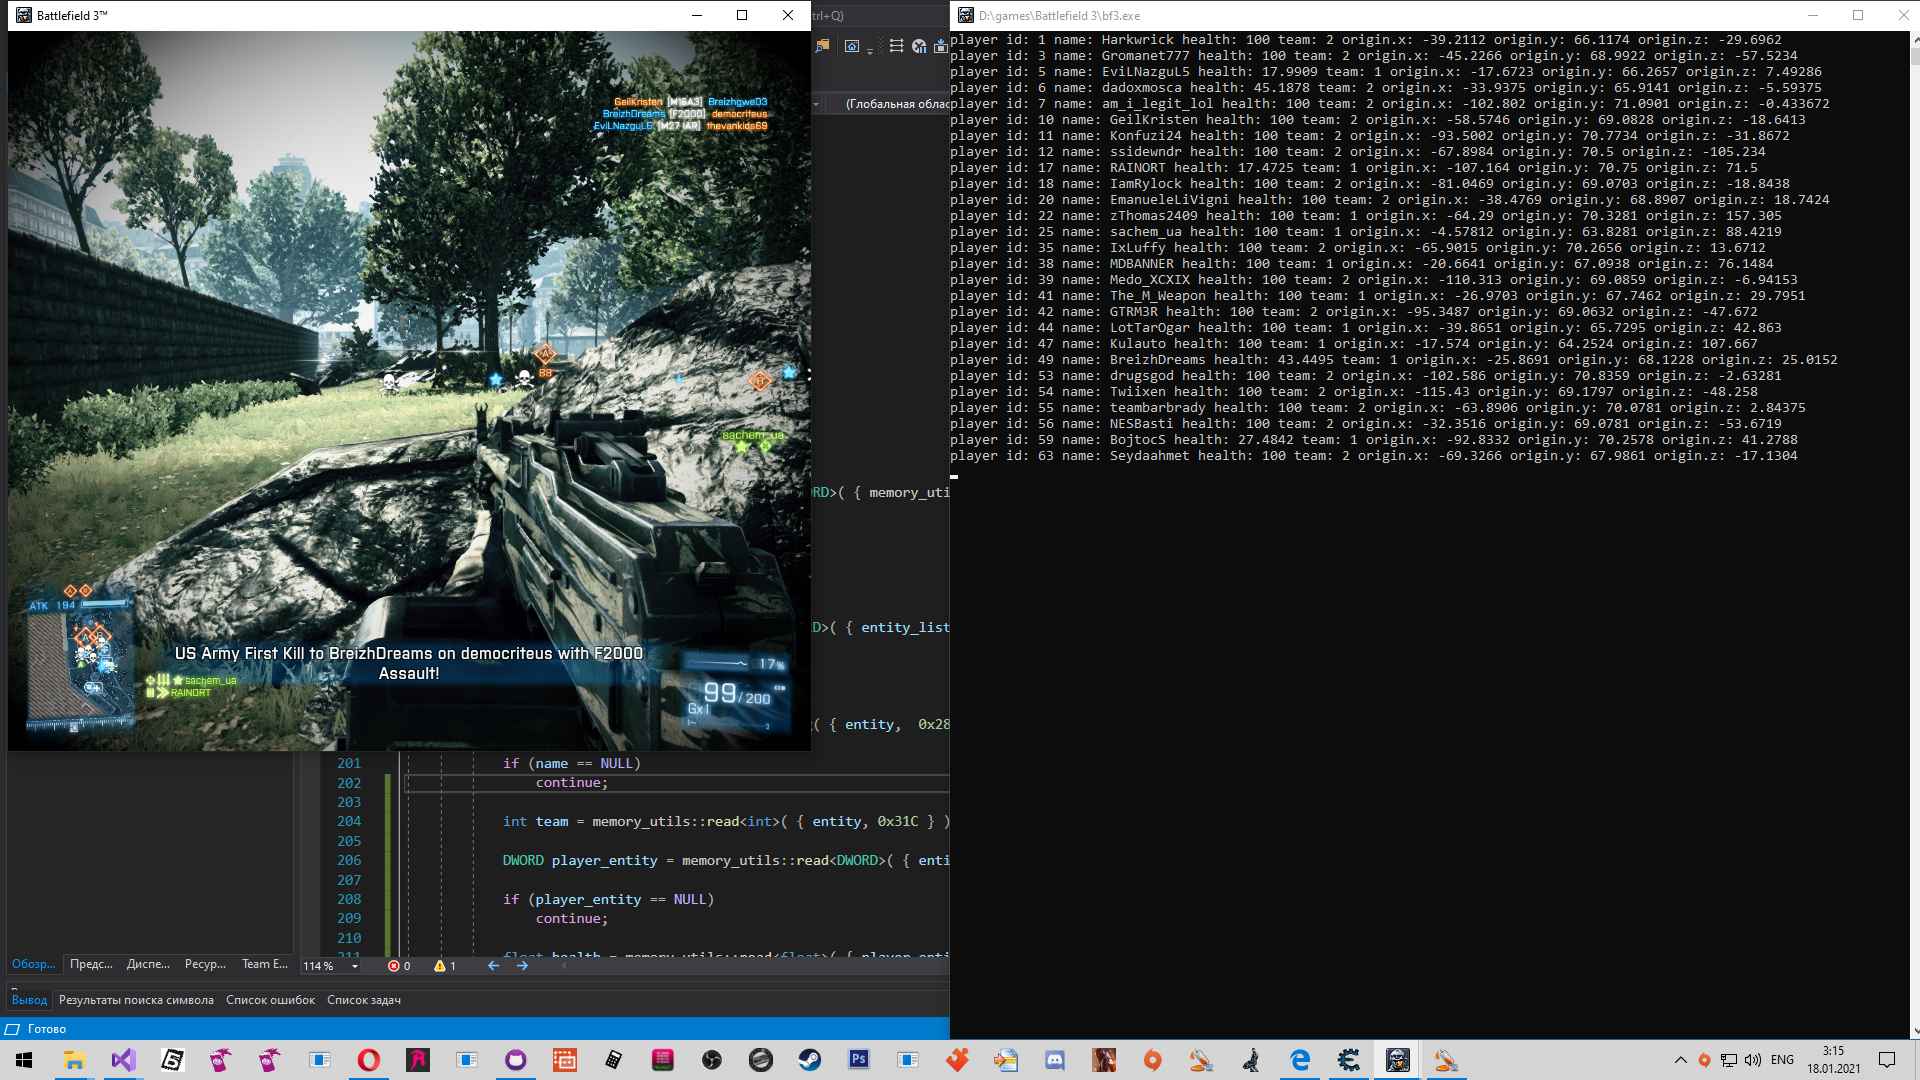 Battlefield 3™
trl+Q)
D:\games\Battlefield 3\bf3.exe
GeilKristen [M16A3] Breizhgwe03
BreizhDreams [F2000] democriteus
EviLNazguL5 [M27 IAR] thevankids69
A
88
B
sachem_ua
ATK 194
US Army First Kill to BreizhDreams on democriteus with F2000
Assault!
sachem_ua
RAINORT
17%
99/200
Gx1
3
(Глобальная облас
RD>( { memory_uti
D>( { entity_list
( { entity, 0x28
201 if (name == NULL)
202 continue;
203
204 int team = memory_utils::read<int>( { entity, 0x31C } )
205
206 DWORD player_entity = memory_utils::read<DWORD>( { enti
207
208 if (player_entity == NULL)
209 continue;
210
211 float health = memory_utils::read<float>( { player_enti
Обозр... Предс... Диспе... Ресур... Team E...
114 % 0 1
Вывод Результаты поиска символа Список ошибок Список задач
Готово
player id: 1 name: Harkwrick health: 100 team: 2 origin.x: -39.2112 origin.y: 66.1174 origin.z: -29.6962
player id: 3 name: Gromanet777 health: 100 team: 2 origin.x: -45.2266 origin.y: 68.9922 origin.z: -57.5234
player id: 5 name: EviLNazguL5 health: 17.9909 team: 1 origin.x: -17.6723 origin.y: 66.2657 origin.z: 7.49286
player id: 6 name: dadoxmosca health: 45.1878 team: 2 origin.x: -33.9375 origin.y: 65.9141 origin.z: -5.59375
player id: 7 name: am_i_legit_lol health: 100 team: 2 origin.x: -102.802 origin.y: 71.0901 origin.z: -0.433672
player id: 10 name: GeilKristen health: 100 team: 2 origin.x: -58.5746 origin.y: 69.0828 origin.z: -18.6413
player id: 11 name: Konfuzi24 health: 100 team: 2 origin.x: -93.5002 origin.y: 70.7734 origin.z: -31.8672
player id: 12 name: ssidewndr health: 100 team: 2 origin.x: -67.8984 origin.y: 70.5 origin.z: -105.234
player id: 17 name: RAINORT health: 17.4725 team: 1 origin.x: -107.164 origin.y: 70.75 origin.z: 71.5
player id: 18 name: IamRylock health: 100 team: 2 origin.x: -81.0469 origin.y: 69.0703 origin.z: -18.8438
player id: 20 name: EmanueleLiVigni health: 100 team: 2 origin.x: -38.4769 origin.y: 68.8907 origin.z: 18.7424
player id: 22 name: zThomas2409 health: 100 team: 1 origin.x: -64.29 origin.y: 70.3281 origin.z: 157.305
player id: 25 name: sachem_ua health: 100 team: 1 origin.x: -4.57812 origin.y: 63.8281 origin.z: 88.4219
player id: 35 name: IxLuffy health: 100 team: 2 origin.x: -65.9015 origin.y: 70.2656 origin.z: 13.6712
player id: 38 name: MDBANNER health: 100 team: 1 origin.x: -20.6641 origin.y: 67.0938 origin.z: 76.1484
player id: 39 name: Medo_XCXIX health: 100 team: 2 origin.x: -110.313 origin.y: 69.0859 origin.z: -6.94153
player id: 41 name: The_M_Weapon health: 100 team: 1 origin.x: -26.9703 origin.y: 67.7462 origin.z: 29.7951
player id: 42 name: GTRM3R health: 100 team: 2 origin.x: -95.3487 origin.y: 69.0632 origin.z: -47.672
player id: 44 name: LotTarOgar health: 100 team: 1 origin.x: -39.8651 origin.y: 65.7295 origin.z: 42.863
player id: 47 name: Kulauto health: 100 team: 1 origin.x: -17.574 origin.y: 64.2524 origin.z: 107.667
player id: 49 name: BreizhDreams health: 43.4495 team: 1 origin.x: -25.8691 origin.y: 68.1228 origin.z: 25.0152
player id: 53 name: drugsgod health: 100 team: 2 origin.x: -102.586 origin.y: 70.8359 origin.z: -2.63281
player id: 54 name: Twiixen health: 100 team: 2 origin.x: -115.43 origin.y: 69.1797 origin.z: -48.258
player id: 55 name: teambarbrady health: 100 team: 2 origin.x: -63.8906 origin.y: 70.0781 origin.z: 2.84375
player id: 56 name: NESBasti health: 100 team: 2 origin.x: -32.3516 origin.y: 69.0781 origin.z: -53.6719
player id: 59 name: BojtocS health: 27.4842 team: 1 origin.x: -92.8332 origin.y: 70.2578 origin.z: 41.2788
player id: 63 name: Seydaahmet health: 100 team: 2 origin.x: -69.3266 origin.y: 67.9861 origin.z: -17.1304
Ps
ENG
3:15
18.01.2021